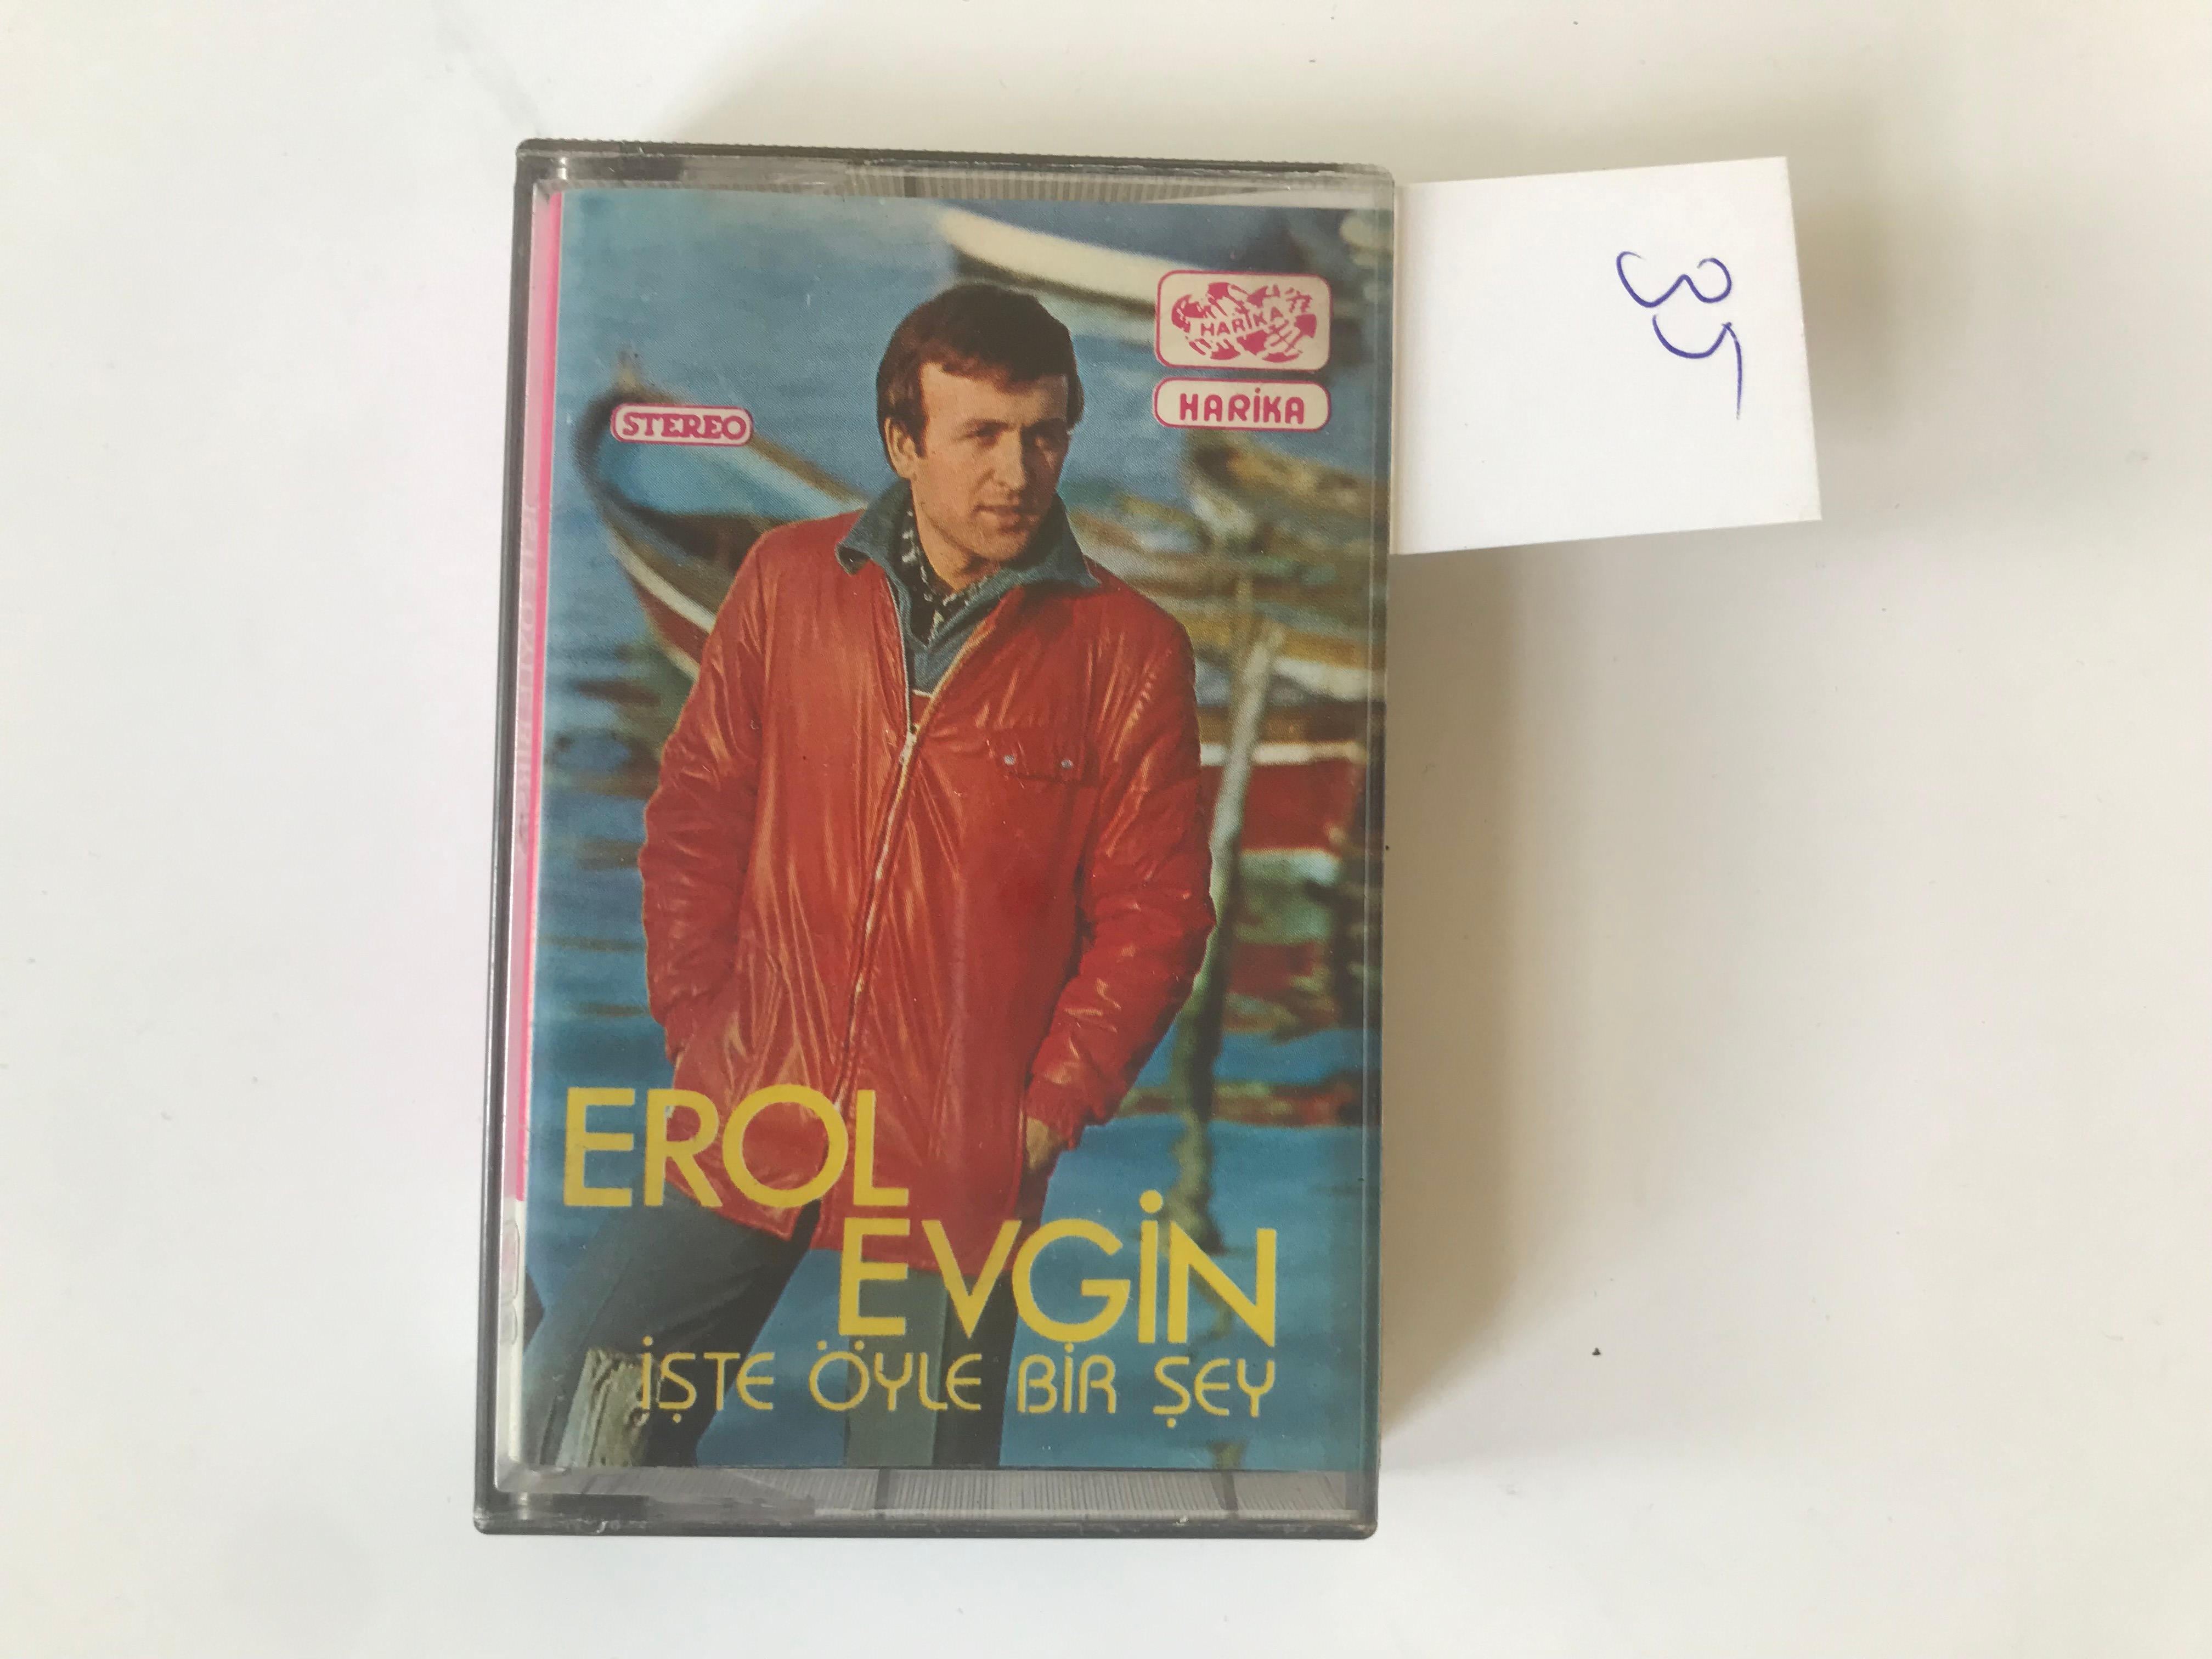 HARİKA
HARİKA
STEREO
EROL
EVGİN
İŞTE ÖYLE BİR ŞEY
35